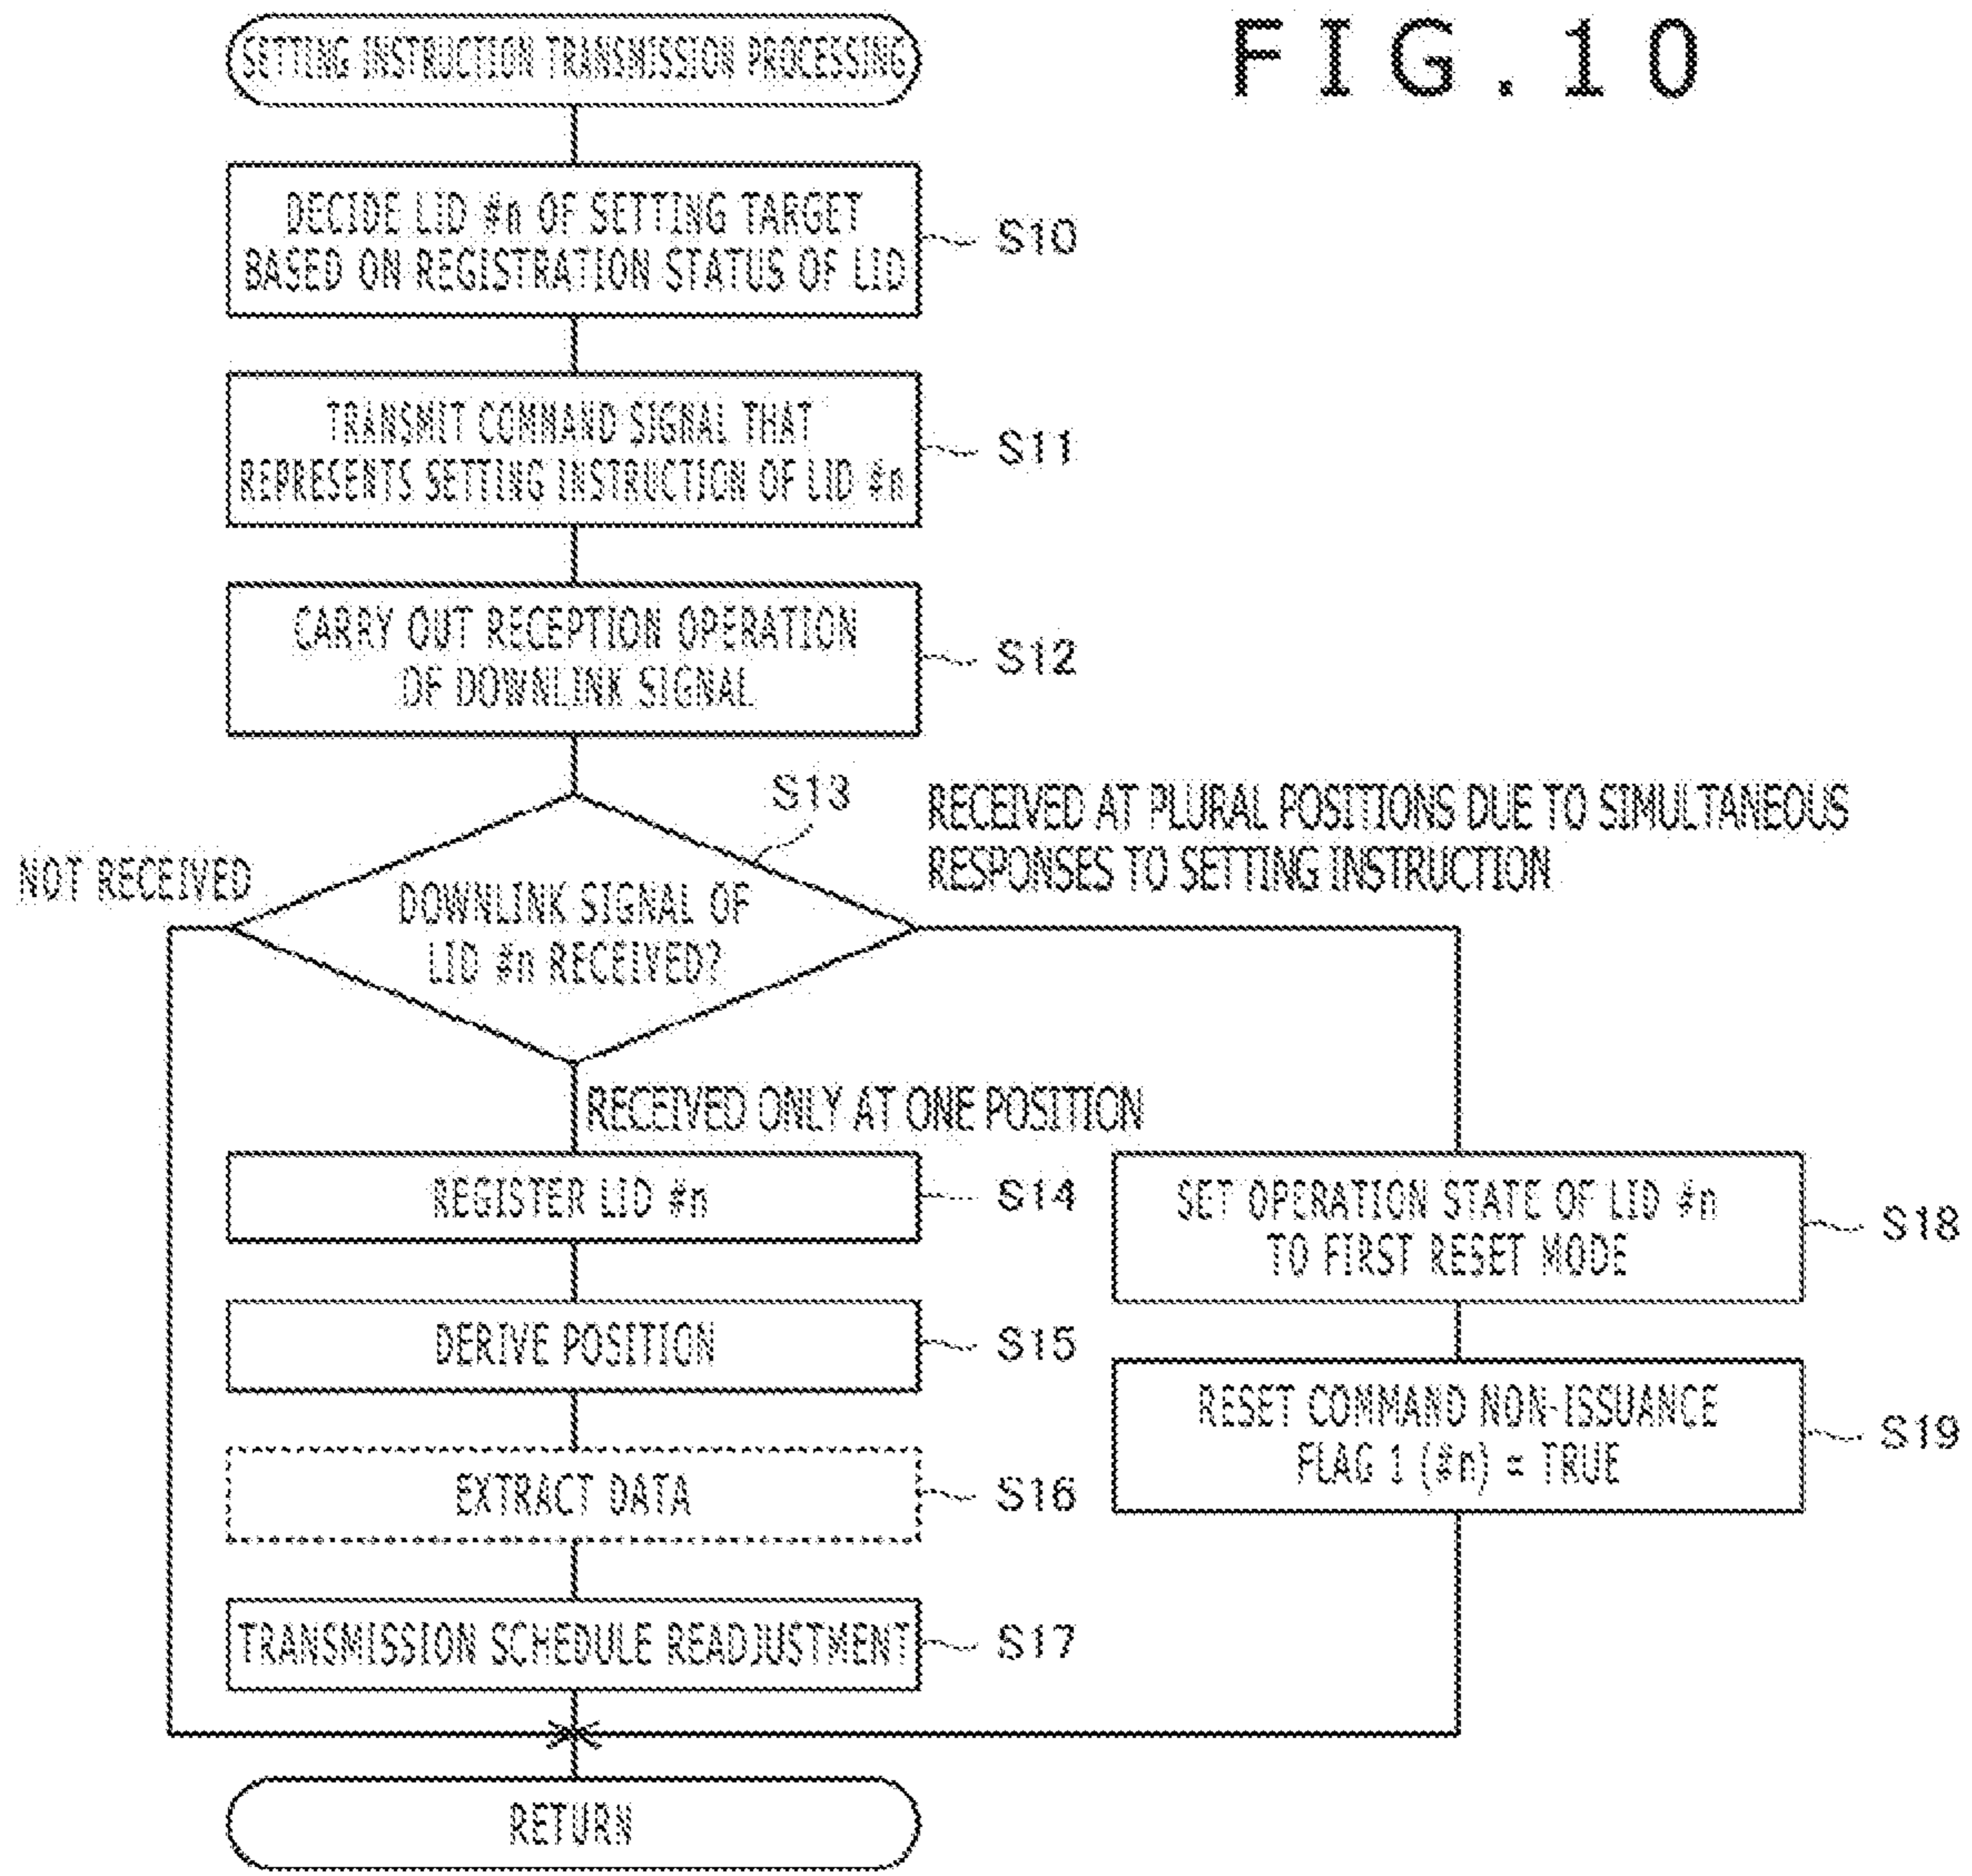 FIG.10
SETTING INSTRUCTION TRANSMISSION PROCESSING
DECIDE LID #n OF SETTING TARGET
BASED ON REGISTRATION STATUS OF LID
S10
TRANSMIT COMMAND SIGNAL THAT
REPRESENTS SETTING INSTRUCTION OF LID #n
S11
CARRY OUT RECEPTION OPERATION
OF DOWNLINK SIGNAL
S12
S13
RECEIVED AT PLURAL POSITIONS DUE TO SIMULTANEOUS
RESPONSES TO SETTING INSTRUCTION
NOT RECEIVED
DOWNLINK SIGNAL OF
LID #n RECEIVED?
RECEIVED ONLY AT ONE POSITION
REGISTER LID #n
S14
SET OPERATION STATE OF LID #n
TO FIRST RESET MODE
S18
DERIVE POSITION
S15
RESET COMMAND NON-ISSUANCE
FLAG 1 (#n) = TRUE
S19
EXTRACT DATA
S16
TRANSMISSION SCHEDULE READJUSTMENT
S17
RETURN